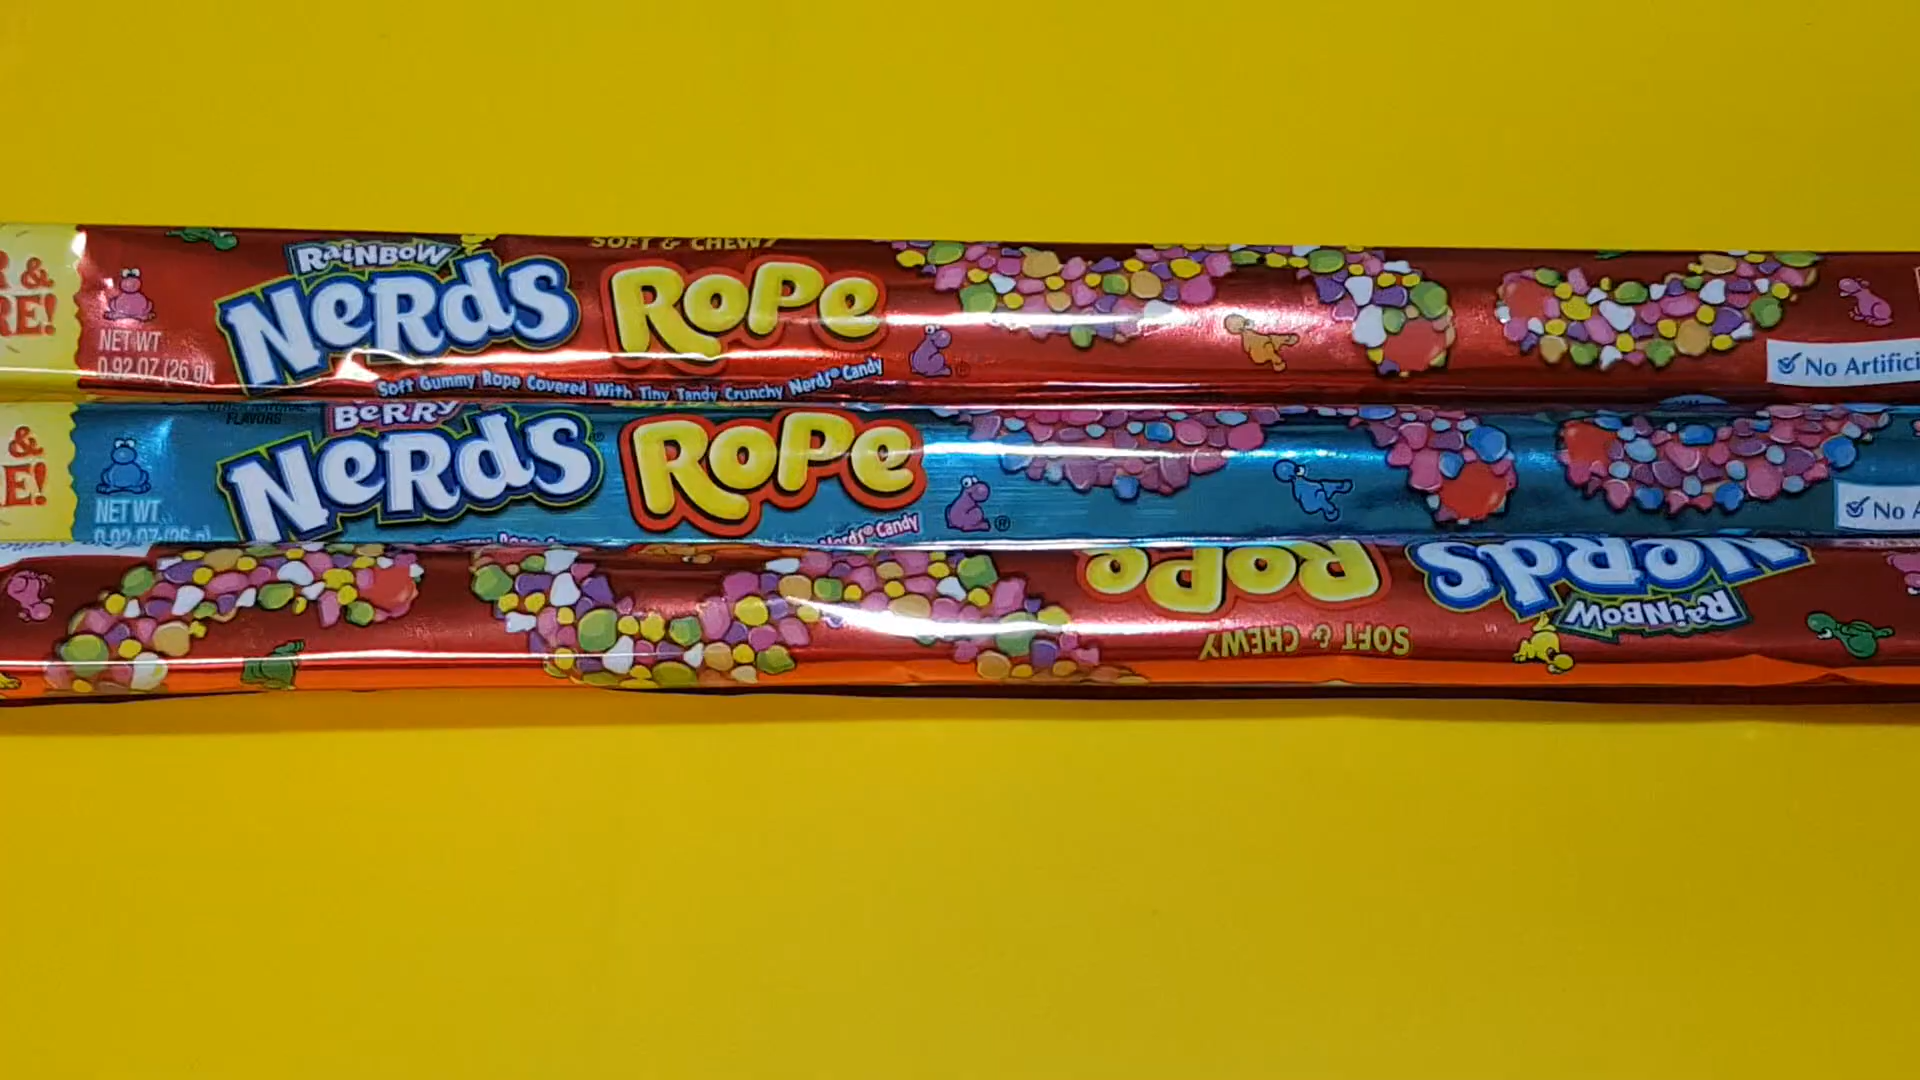 &
RE!
NET WT
0.92 OZ (26 g)
RAiNBOW
NeRds
SOFT & CHEWY
RoPe
Soft Gummy Rope Covered With Tiny Tangy Crunchy Nerds® Candy
®
No Artifici
&
E!
NET WT
FLAVORS
BeRRY
NeRds
RoPe
Nerds® Candy
®
No A
RoPe
SOFT & CHEWY
NeRds
RAiNBOW